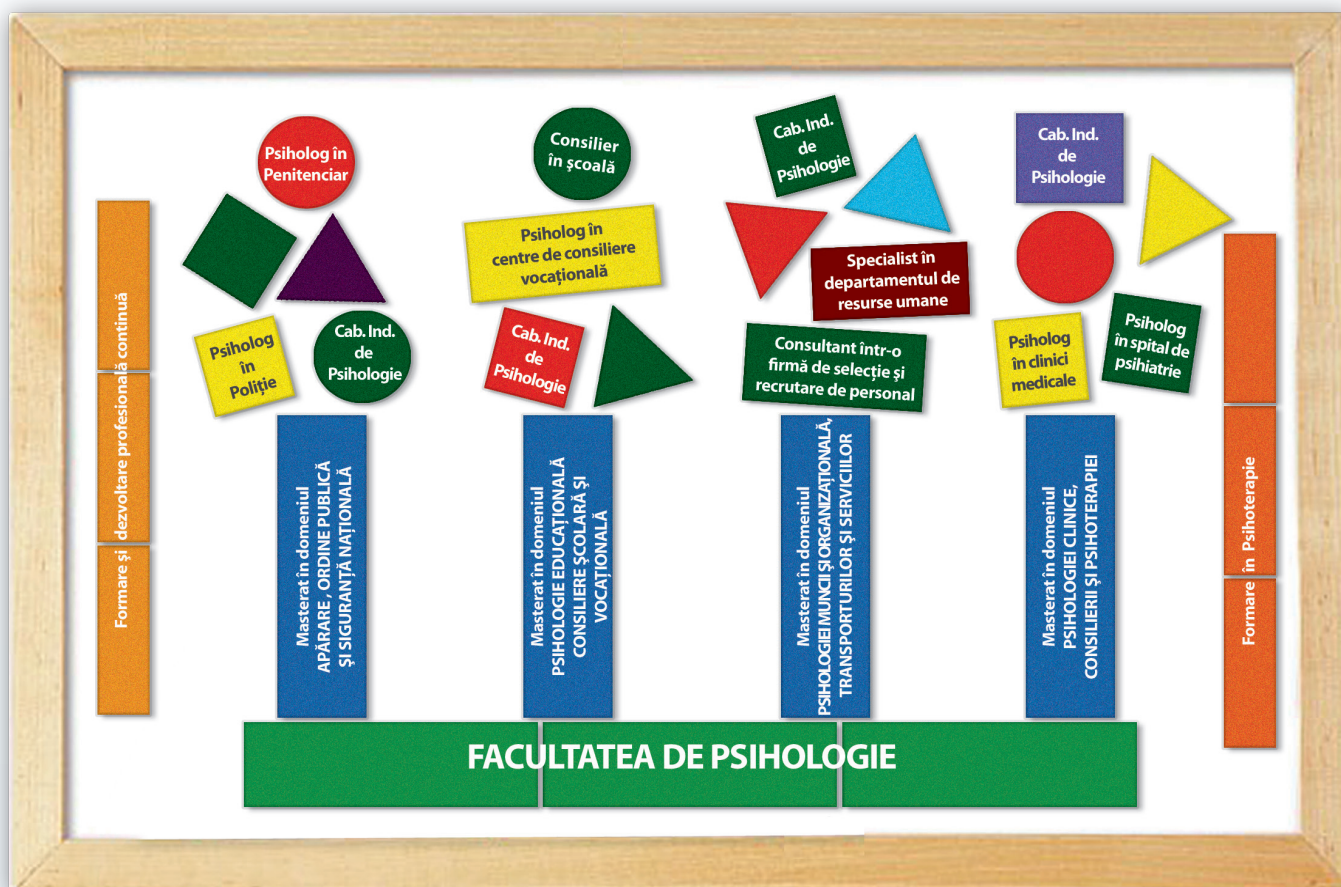 Formare și dezvoltare profesională continuă
Psiholog în
Penitenciar
Psiholog
în
Poliție
Cab. Ind.
de
Psihologie
Masterat în domeniul
APĂRARE , ORDINE PUBLICĂ
ȘI SIGURANȚĂ NAȚIONALĂ
Consilier
în școală
Psiholog în
centre de consiliere
vocațională
Cab. Ind.
de
Psihologie
Masterat în domeniul
PSIHOLOGIE EDUCAȚIONALĂ
CONSILIERE ȘCOLARĂ ȘI
VOCAȚIONALĂ
Cab. Ind.
de
Psihologie
Specialist în
departamentul de
resurse umane
Consultant într-o
firmă de selecție și
recrutare de personal
Masterat în domeniul
PSIHOLOGIEI MUNCII ȘI ORGANIZAȚIONALĂ,
TRANSPORTURILOR ȘI SERVICIILOR
Cab. Ind.
de
Psihologie
Psiholog
în clinici
medicale
Psiholog
în spital de
psihiatrie
Masterat în domeniul
PSIHOLOGIEI CLINICE,
CONSILIERII ȘI PSIHOTERAPIEI
Formare în Psihoterapie
FACULTATEA DE PSIHOLOGIE